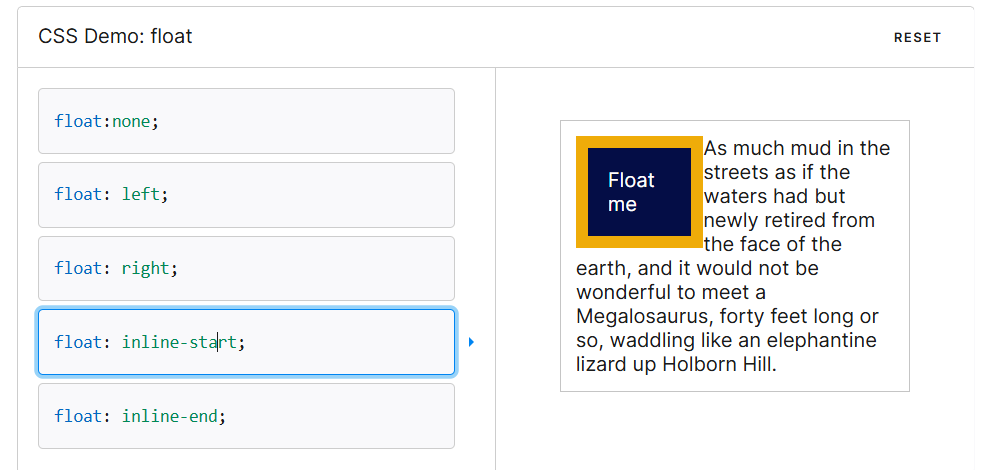 CSS Demo: float
RESET
float:none;
float: left;
float: right;
float: inline-start;
float: inline-end;
Float
me
As much mud in the
streets as if the
waters had but
newly retired from
the face of the
earth, and it would not be
wonderful to meet a
Megalosaurus, forty feet long or
so, waddling like an elephantine
lizard up Holborn Hill.